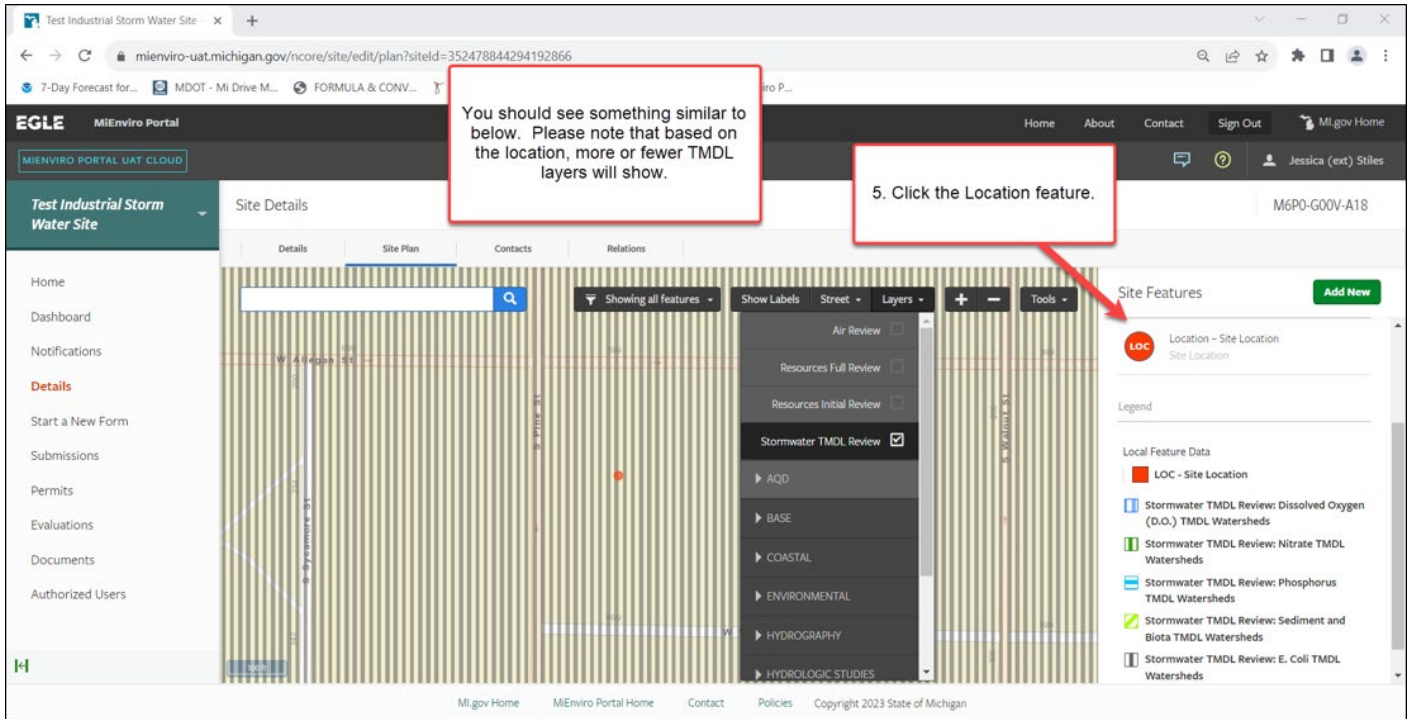 Test Industrial Storm Water Site -
mienviro-uat.michigan.gov/ncore/site/edit/plan?siteId=352478844294192866
7-Day Forecast for...
MDOT - Mi Drive M...
FORMULA & CONV...
iro P...
You should see something similar to
below. Please note that based on
the location, more or fewer TMDL
layers will show.
EGLE MiEnviro Portal
Home About Contact Sign Out MI.gov Home
MIENVIRO PORTAL UAT CLOUD
Jessica (ext) Stiles
5. Click the Location feature.
Test Industrial Storm
Water Site
Site Details
M6P0-G00V-A18
Details Site Plan Contacts Relations
Home
Dashboard
Notifications
Details
Start a New Form
Submissions
Permits
Evaluations
Documents
Authorized Users
Showing all features
Show Labels Street Layers
+ −
Tools
Air Review
Resources Full Review
Resources Initial Review
Stormwater TMDL Review
AQD
BASE
COASTAL
ENVIRONMENTAL
HYDROGRAPHY
HYDROLOGIC STUDIES
W Allegan St
S Pine St
S Walnut St
S Sycamore St
W
100 ft
Site Features
Add New
LOC
Location – Site Location
Site Location
Legend
Local Feature Data
LOC - Site Location
Stormwater TMDL Review: Dissolved Oxygen
(D.O.) TMDL Watersheds
Stormwater TMDL Review: Nitrate TMDL
Watersheds
Stormwater TMDL Review: Phosphorus
TMDL Watersheds
Stormwater TMDL Review: Sediment and
Biota TMDL Watersheds
Stormwater TMDL Review: E. Coli TMDL
Watersheds
MI.gov Home MiEnviro Portal Home Contact Policies Copyright 2023 State of Michigan